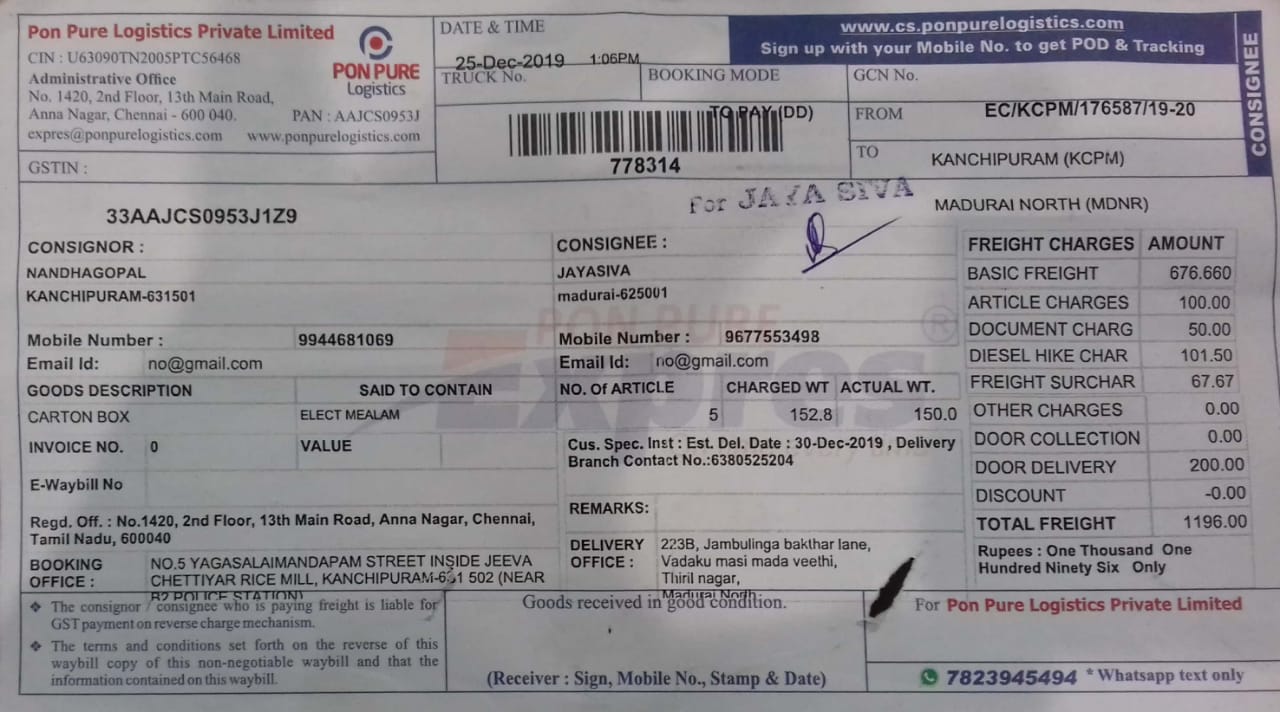 Pon Pure Logistics Private Limited
CIN : U63090TN2005PTC56468
Administrative Office
No. 1420, 2nd Floor, 13th Main Road,
Anna Nagar, Chennai - 600 040. PAN : AAJCS0953J
expres@ponpurelogistics.com www.ponpurelogistics.com
PON PURE
Logistics
GSTIN :
33AAJCS0953J1Z9
DATE & TIME
25-Dec-2019 1:06PM
TRUCK No. BOOKING MODE
TO PAY (DD)
778314
www.cs.ponpurelogistics.com
Sign up with your Mobile No. to get POD & Tracking
GCN No.
EC/KCPM/176587/19-20
FROM
KANCHIPURAM (KCPM)
TO
MADURAI NORTH (MDNR)
CONSIGNEE
For JAYA SIVA
CONSIGNOR :
NANDHAGOPAL
KANCHIPURAM-631501
Mobile Number : 9944681069
Email Id: no@gmail.com
CONSIGNEE :
JAYASIVA
madurai-625001
Mobile Number : 9677553498
Email Id: no@gmail.com
PON PURE
Expres ®
GOODS DESCRIPTION SAID TO CONTAIN NO. Of ARTICLE CHARGED WT ACTUAL WT.
CARTON BOX ELECT MEALAM 5 152.8 150.0
INVOICE NO. 0 VALUE
E-Waybill No
Cus. Spec. Inst : Est. Del. Date : 30-Dec-2019 , Delivery
Branch Contact No.:6380525204
REMARKS:
Regd. Off. : No.1420, 2nd Floor, 13th Main Road, Anna Nagar, Chennai,
Tamil Nadu, 600040
BOOKING OFFICE : NO.5 YAGASALAIMANDAPAM STREET INSIDE JEEVA
CHETTIYAR RICE MILL, KANCHIPURAM-631 502 (NEAR
B2 POLICE STATION)
DELIVERY OFFICE : 223B, Jambulinga bakthar lane,
Vadaku masi mada veethi,
Thiril nagar,
Madurai North
FREIGHT CHARGES AMOUNT
BASIC FREIGHT 676.660
ARTICLE CHARGES 100.00
DOCUMENT CHARG 50.00
DIESEL HIKE CHAR 101.50
FREIGHT SURCHAR 67.67
OTHER CHARGES 0.00
DOOR COLLECTION 0.00
DOOR DELIVERY 200.00
DISCOUNT -0.00
TOTAL FREIGHT 1196.00
Rupees : One Thousand One
Hundred Ninety Six Only
❖ The consignor / consignee who is paying freight is liable for
GST payment on reverse charge mechanism.
❖ The terms and conditions set forth on the reverse of this
waybill copy of this non-negotiable waybill and that the
information contained on this waybill.
Goods received in good condition.
(Receiver : Sign, Mobile No., Stamp & Date)
For Pon Pure Logistics Private Limited
7823945494 * Whatsapp text only